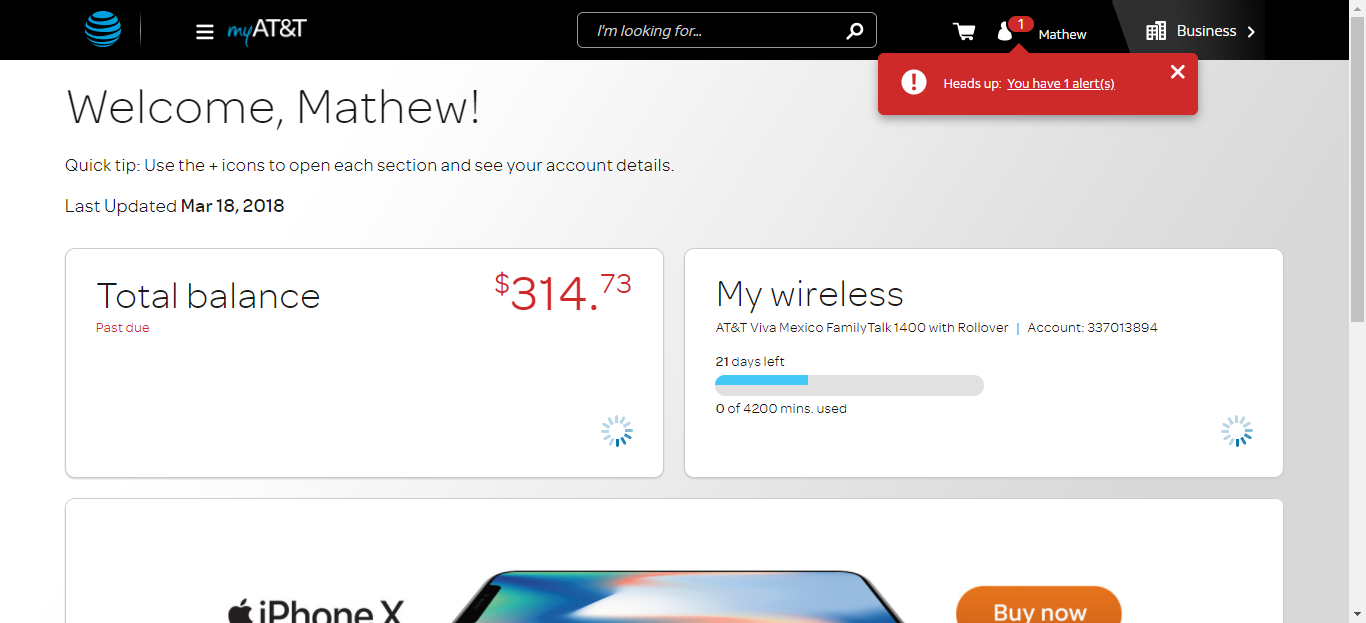 myAT&T
I'm looking for...
1
Mathew
Business
Heads up: You have 1 alert(s)
Welcome, Mathew!
Quick tip: Use the + icons to open each section and see your account details.
Last Updated Mar 18, 2018
Total balance
$314.73
Past due
My wireless
AT&T Viva Mexico FamilyTalk 1400 with Rollover | Account: 337013894
21 days left
0 of 4200 mins. used
iPhone X
Buy now